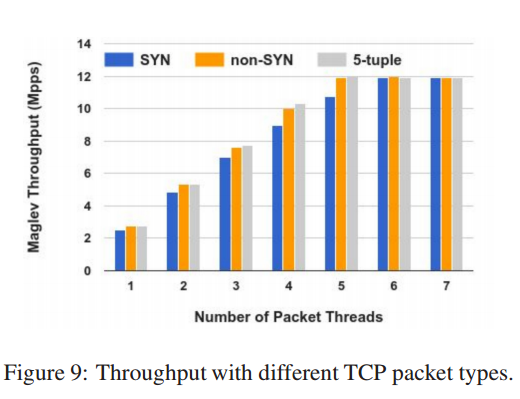 14
SYN non-SYN 5-tuple
12
10
8
6
4
2
0
Maglev Throughput (Mpps)
1 2 3 4 5 6 7
Number of Packet Threads
Figure 9: Throughput with different TCP packet types.